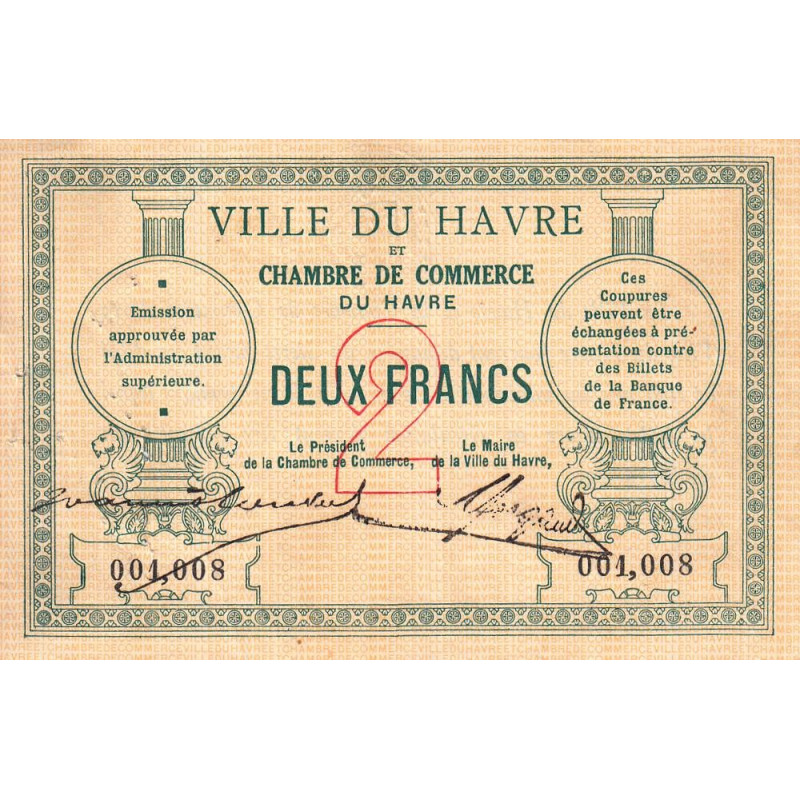 VILLE DU HAVRE
ET
CHAMBRE DE COMMERCE
DU HAVRE
Emission
approuvée par
l'Administration
supérieure.
Ces
Coupures
peuvent être
échangées à pré-
sentation contre
des Billets
de la Banque
de France.
2
DEUX FRANCS
Le Président
de la Chambre de Commerce,
Le Maire
de la Ville du Havre,
001,008
001,008